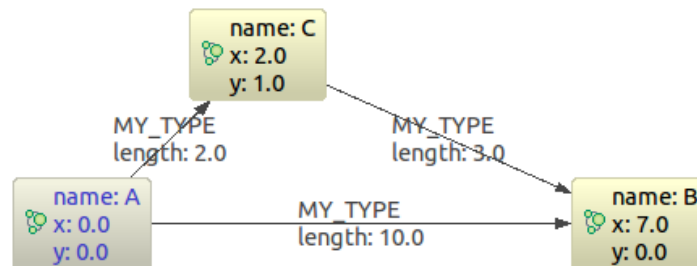 name: C
x: 2.0
y: 1.0
MY_TYPE
length: 2.0
MY_TYPE
length: 3.0
name: A
x: 0.0
y: 0.0
MY_TYPE
length: 10.0
name: B
x: 7.0
y: 0.0